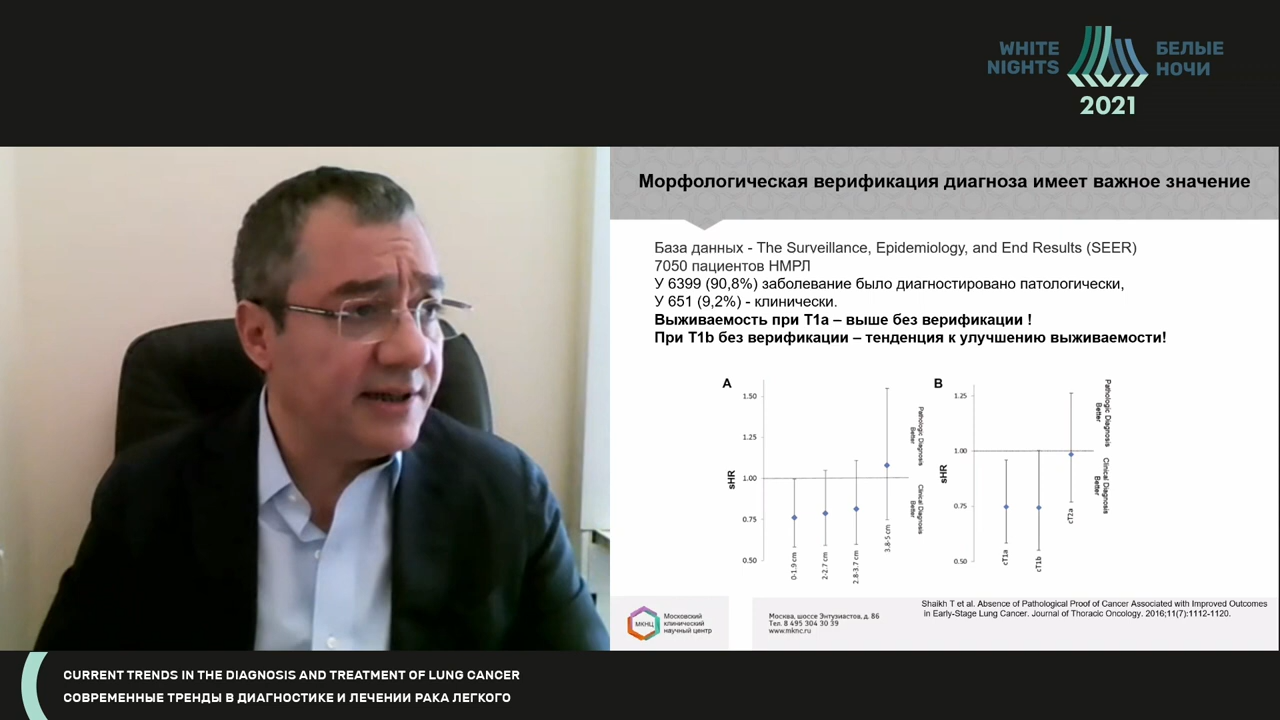 WHITE
NIGHTS
БЕЛЫЕ
НОЧИ
2021
Морфологическая верификация диагноза имеет важное значение
База данных - The Surveillance, Epidemiology, and End Results (SEER)
7050 пациентов НМРЛ
У 6399 (90,8%) заболевание было диагностировано патологически,
У 651 (9,2%) - клинически.
Выживаемость при T1a – выше без верификации !
При T1b без верификации – тенденция к улучшению выживаемости!
A
1.50
1.25
1.00
0.75
0.50
sHR
0-1.9 cm
2-2.7 cm
2.8-3.7 cm
3.8-5 cm
Pathologic Diagnosis
Better
Clinical Diagnosis
Better
B
1.25
1.00
0.75
0.50
sHR
cT1a
cT1b
cT2a
Pathologic Diagnosis
Better
Clinical Diagnosis
Better
Shaikh T et al. Absence of Pathological Proof of Cancer Associated with Improved Outcomes
in Early-Stage Lung Cancer. Journal of Thoracic Oncology. 2016;11(7):1112-1120.
МКНЦ
Московский
клинический
научный центр
Москва, шоссе Энтузиастов, д. 86
Тел. 8 495 304 30 39
www.mknc.ru
CURRENT TRENDS IN THE DIAGNOSIS AND TREATMENT OF LUNG CANCER
СОВРЕМЕННЫЕ ТРЕНДЫ В ДИАГНОСТИКЕ И ЛЕЧЕНИИ РАКА ЛЕГКОГО